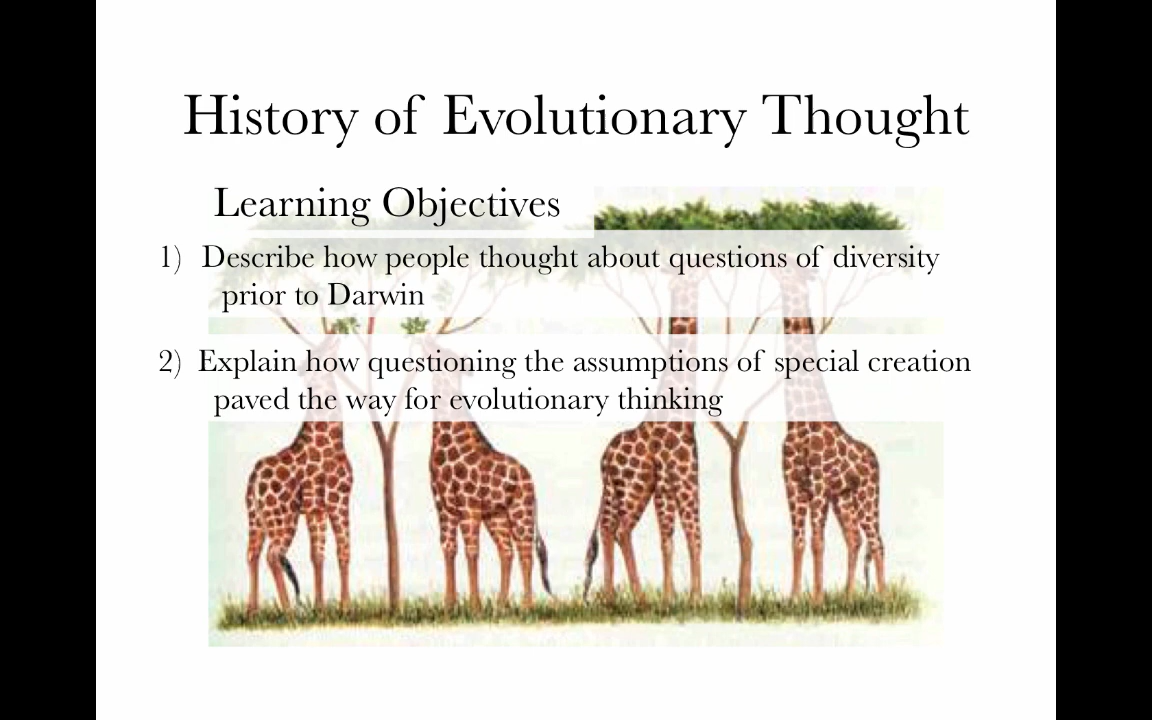 History of Evolutionary Thought
Learning Objectives
1) Describe how people thought about questions of diversity
prior to Darwin
2) Explain how questioning the assumptions of special creation
paved the way for evolutionary thinking